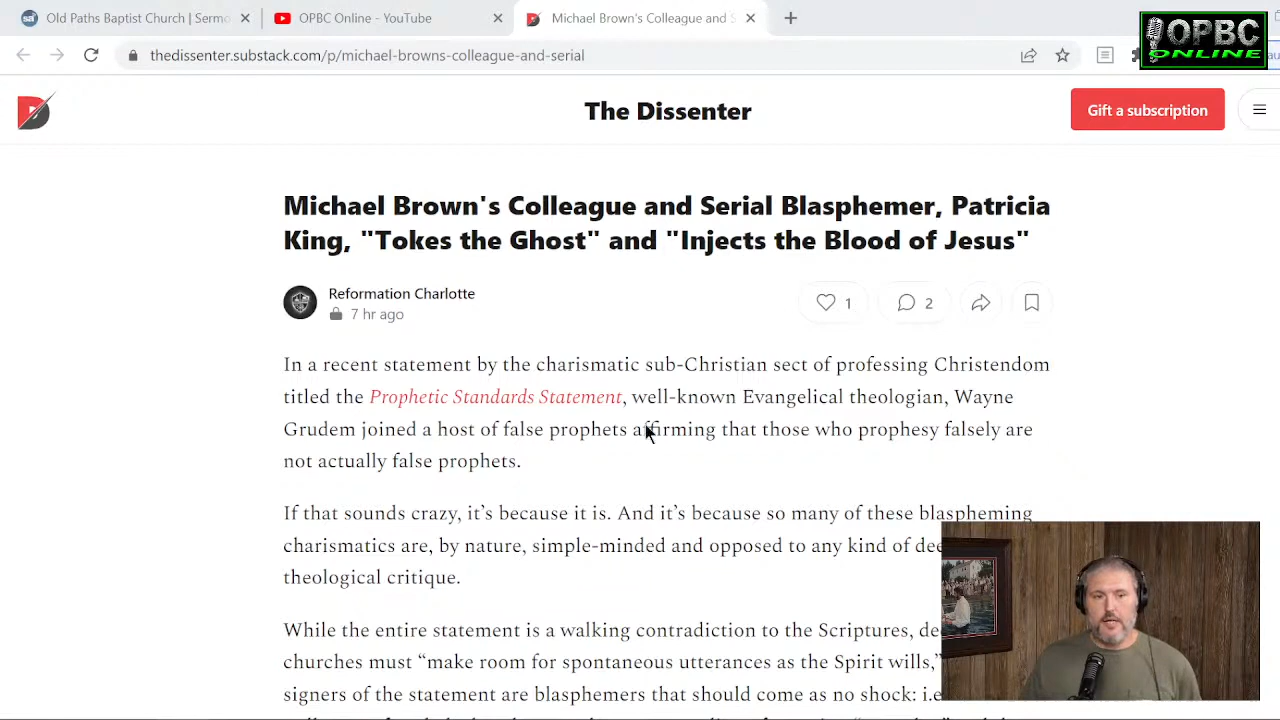 Old Paths Baptist Church | Sermo
OPBC Online - YouTube
Michael Brown's Colleague and S
OPBC
ONLINE
thedissenter.substack.com/p/michael-browns-colleague-and-serial
The Dissenter
Gift a subscription
Michael Brown's Colleague and Serial Blasphemer, Patricia
King, "Tokes the Ghost" and "Injects the Blood of Jesus"
Reformation Charlotte
7 hr ago
1
2
In a recent statement by the charismatic sub-Christian sect of professing Christendom
titled the Prophetic Standards Statement, well-known Evangelical theologian, Wayne
Grudem joined a host of false prophets affirming that those who prophesy falsely are
not actually false prophets.
If that sounds crazy, it’s because it is. And it’s because so many of these blaspheming
charismatics are, by nature, simple-minded and opposed to any kind of dee
theological critique.
While the entire statement is a walking contradiction to the Scriptures, de
churches must “make room for spontaneous utterances as the Spirit wills,”
signers of the statement are blasphemers that should come as no shock: i.e